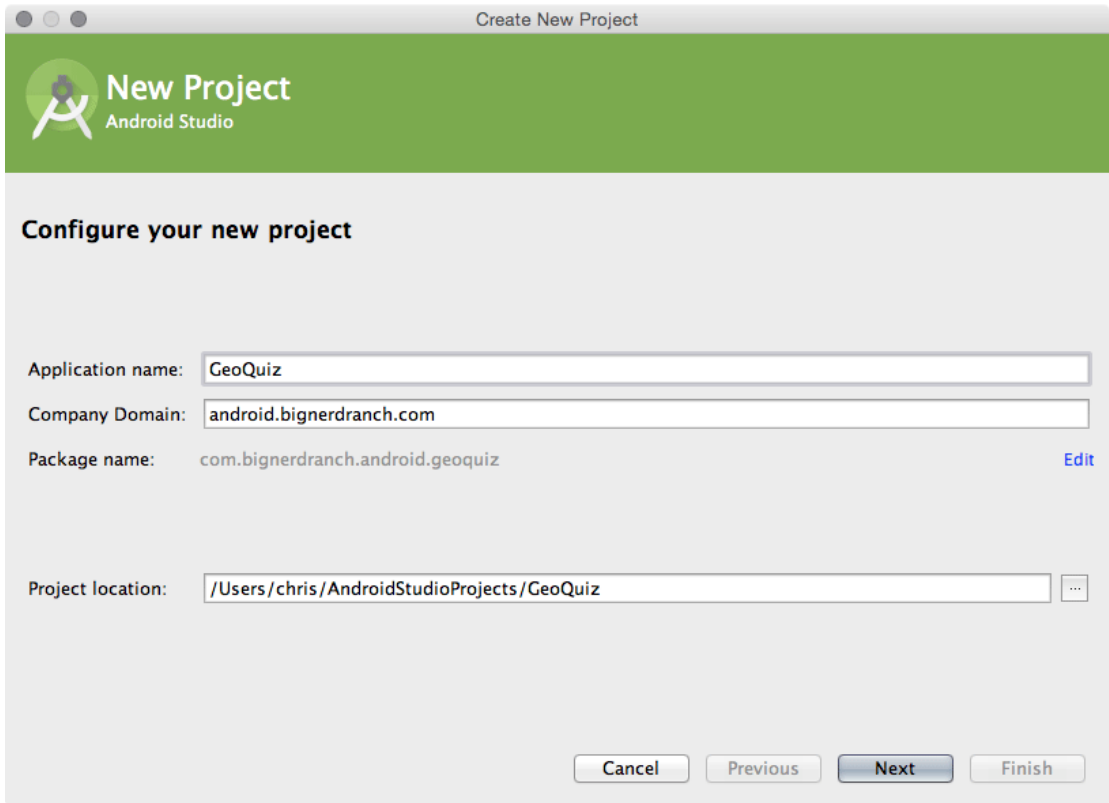 Create New Project
New Project
Android Studio
Configure your new project
Application name: GeoQuiz
Company Domain: android.bignerdranch.com
Package name: com.bignerdranch.android.geoquiz Edit
Project location: /Users/chris/AndroidStudioProjects/GeoQuiz ...
Cancel Previous Next Finish